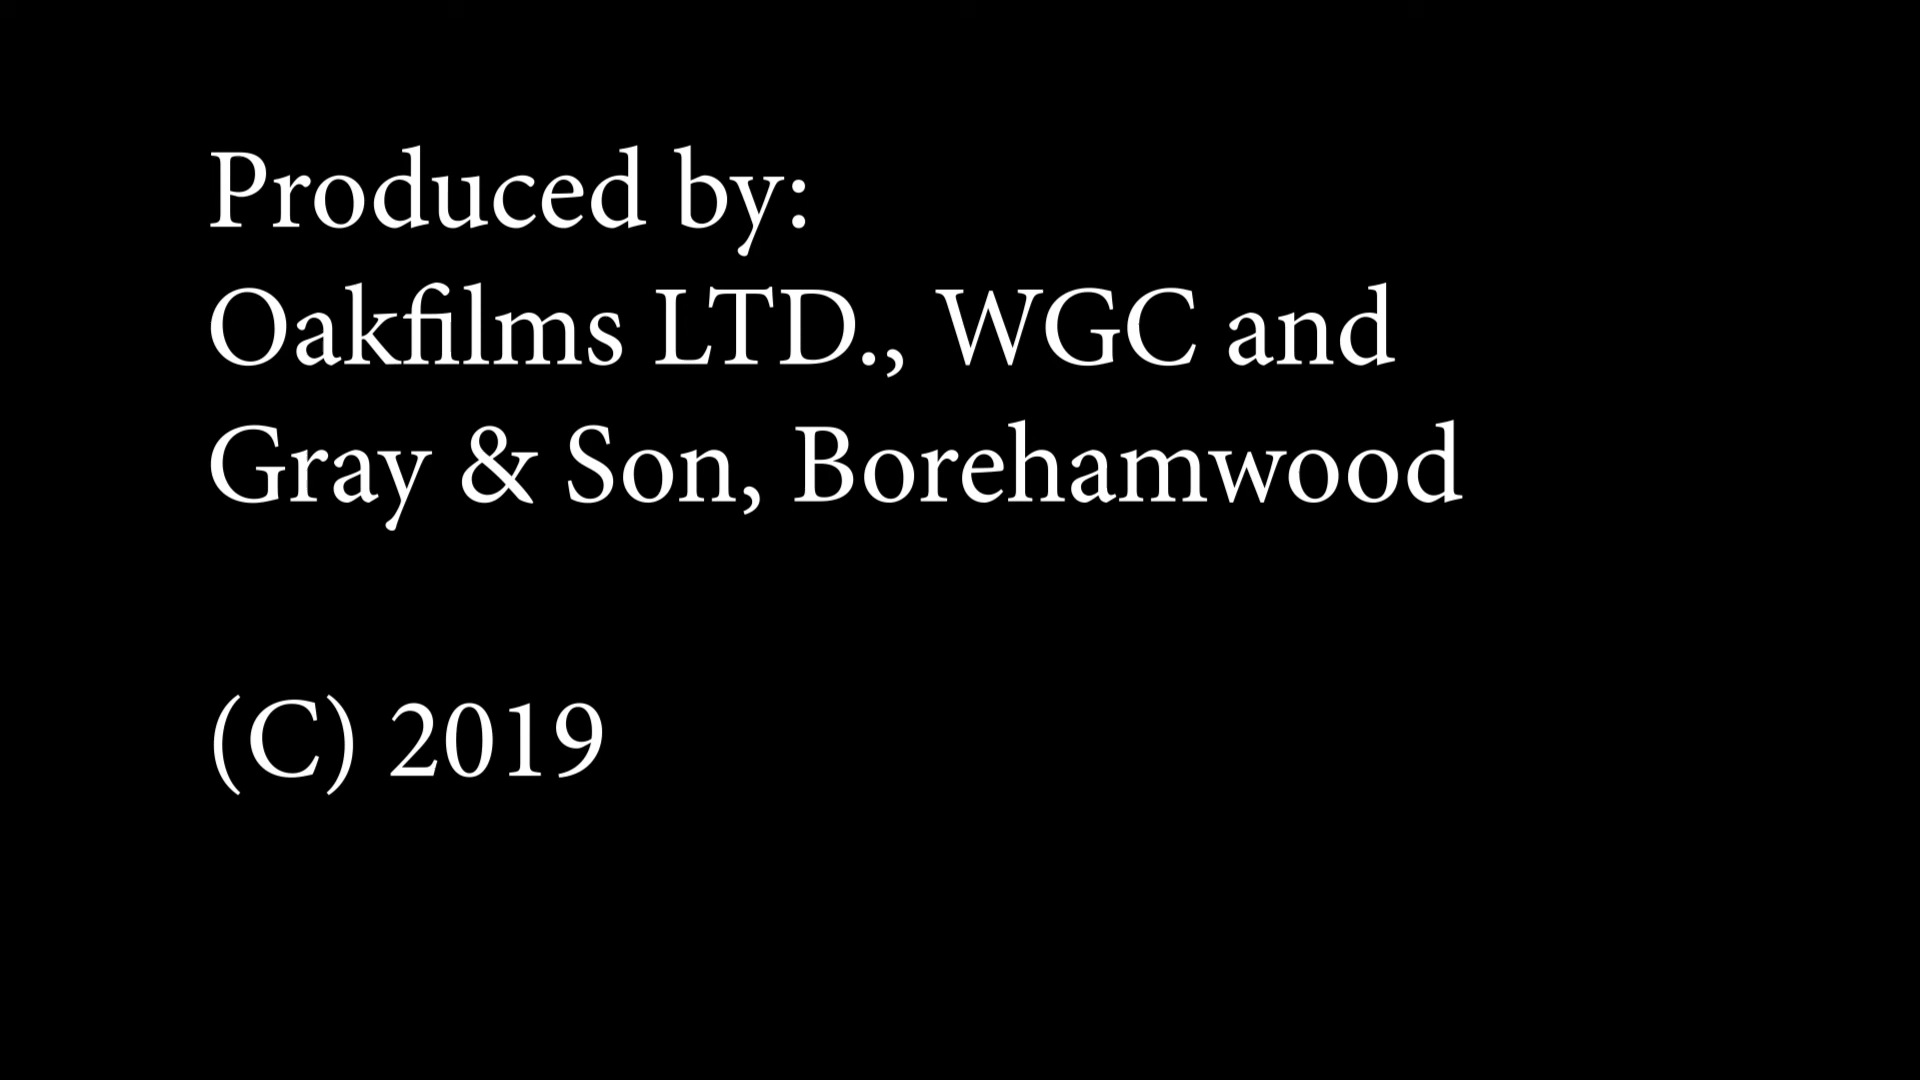 Produced by:
Oakfilms LTD., WGC and
Gray & Son, Borehamwood
(C) 2019